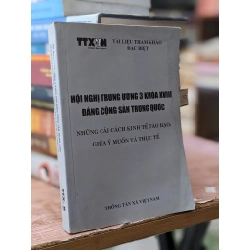 TTXVN
TÀI LIỆU THAM KHẢO
ĐẶC BIỆT
HỘI NGHỊ TRUNG ƯƠNG 3 KHOÁ XVIII
ĐẢNG CỘNG SẢN TRUNG QUỐC
NHỮNG CẢI CÁCH KINH TẾ TÁO BẠO
GIỮA Ý MUỐN VÀ THỰC TẾ
THÔNG TẤN XÃ VIỆT NAM